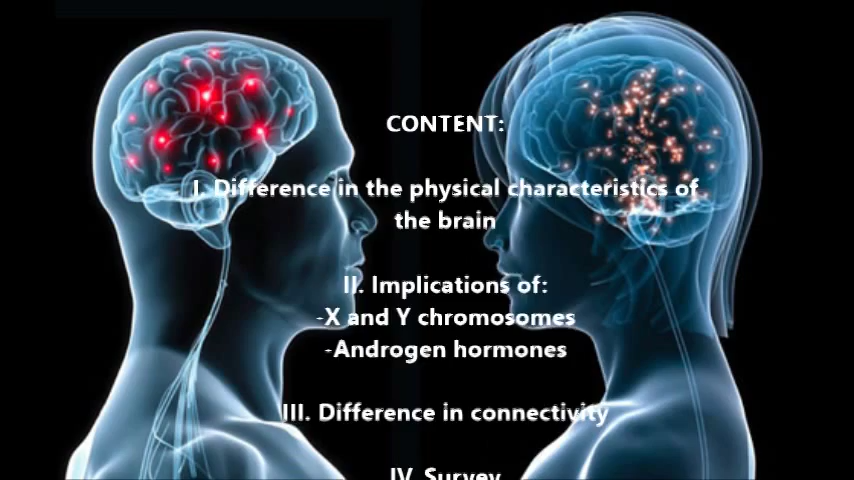 CONTENT:
I. Difference in the physical characteristics of
the brain
II. Implications of:
-X and Y chromosomes
-Androgen hormones
III. Difference in connectivity
IV. Survey